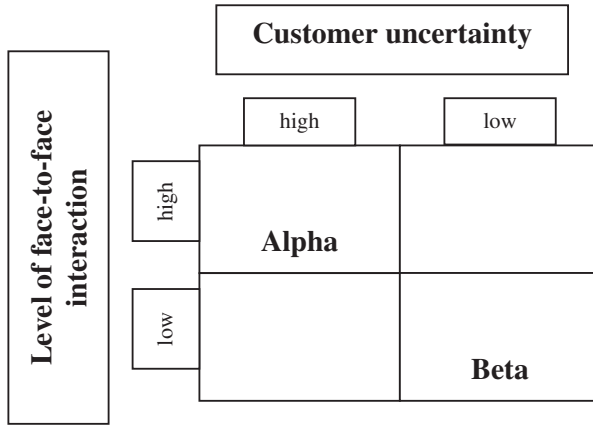 Customer uncertainty
high
low
Level of face-to-face
interaction
high
Alpha
low
Beta